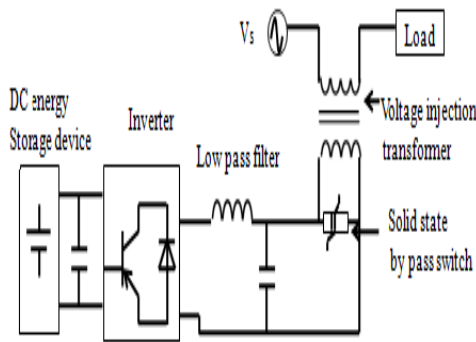 Vs
Load
DC energy
Storage device
Inverter
Voltage injection
transformer
Low pass filter
Solid state
by pass switch